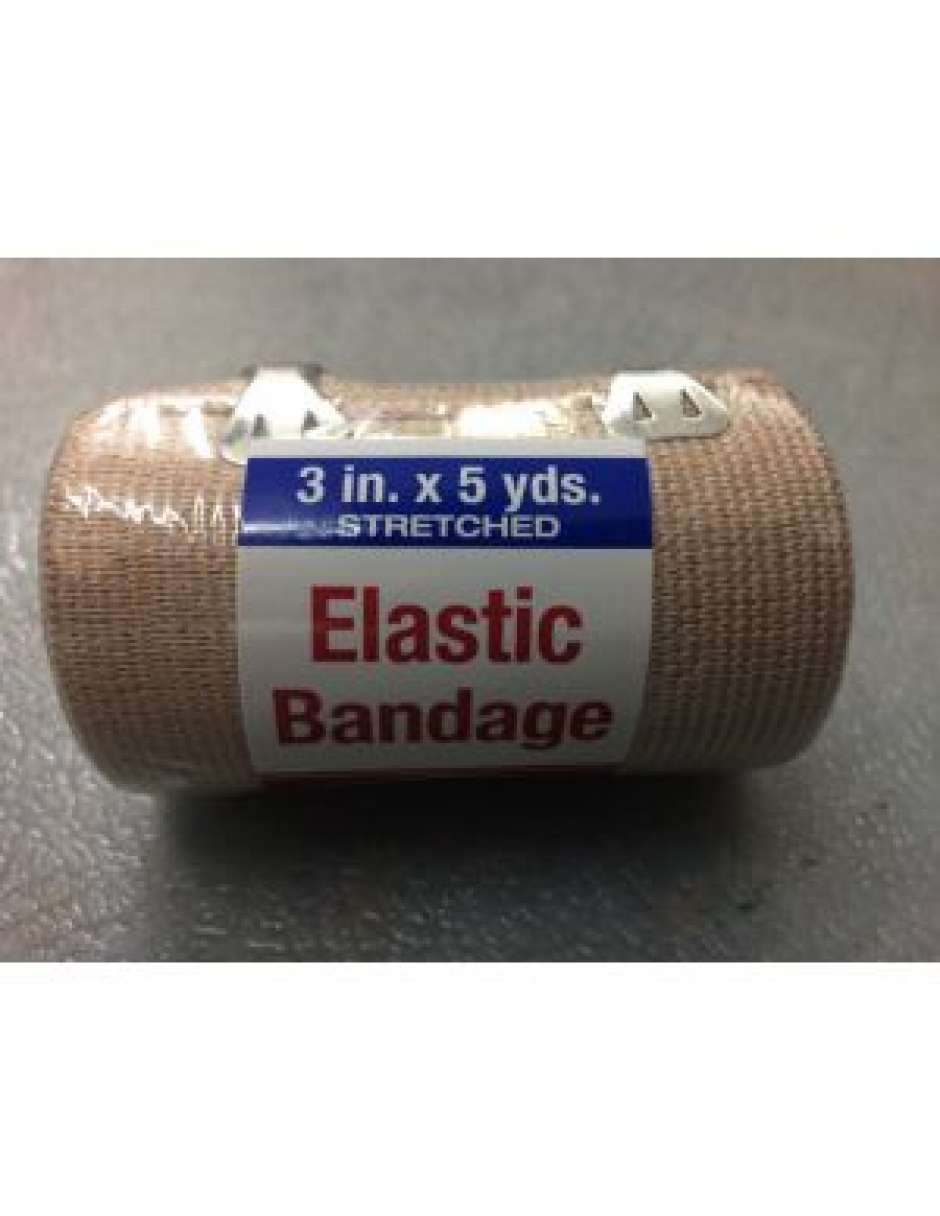 3 in. x 5 yds.
STRETCHED
Elastic
Bandage